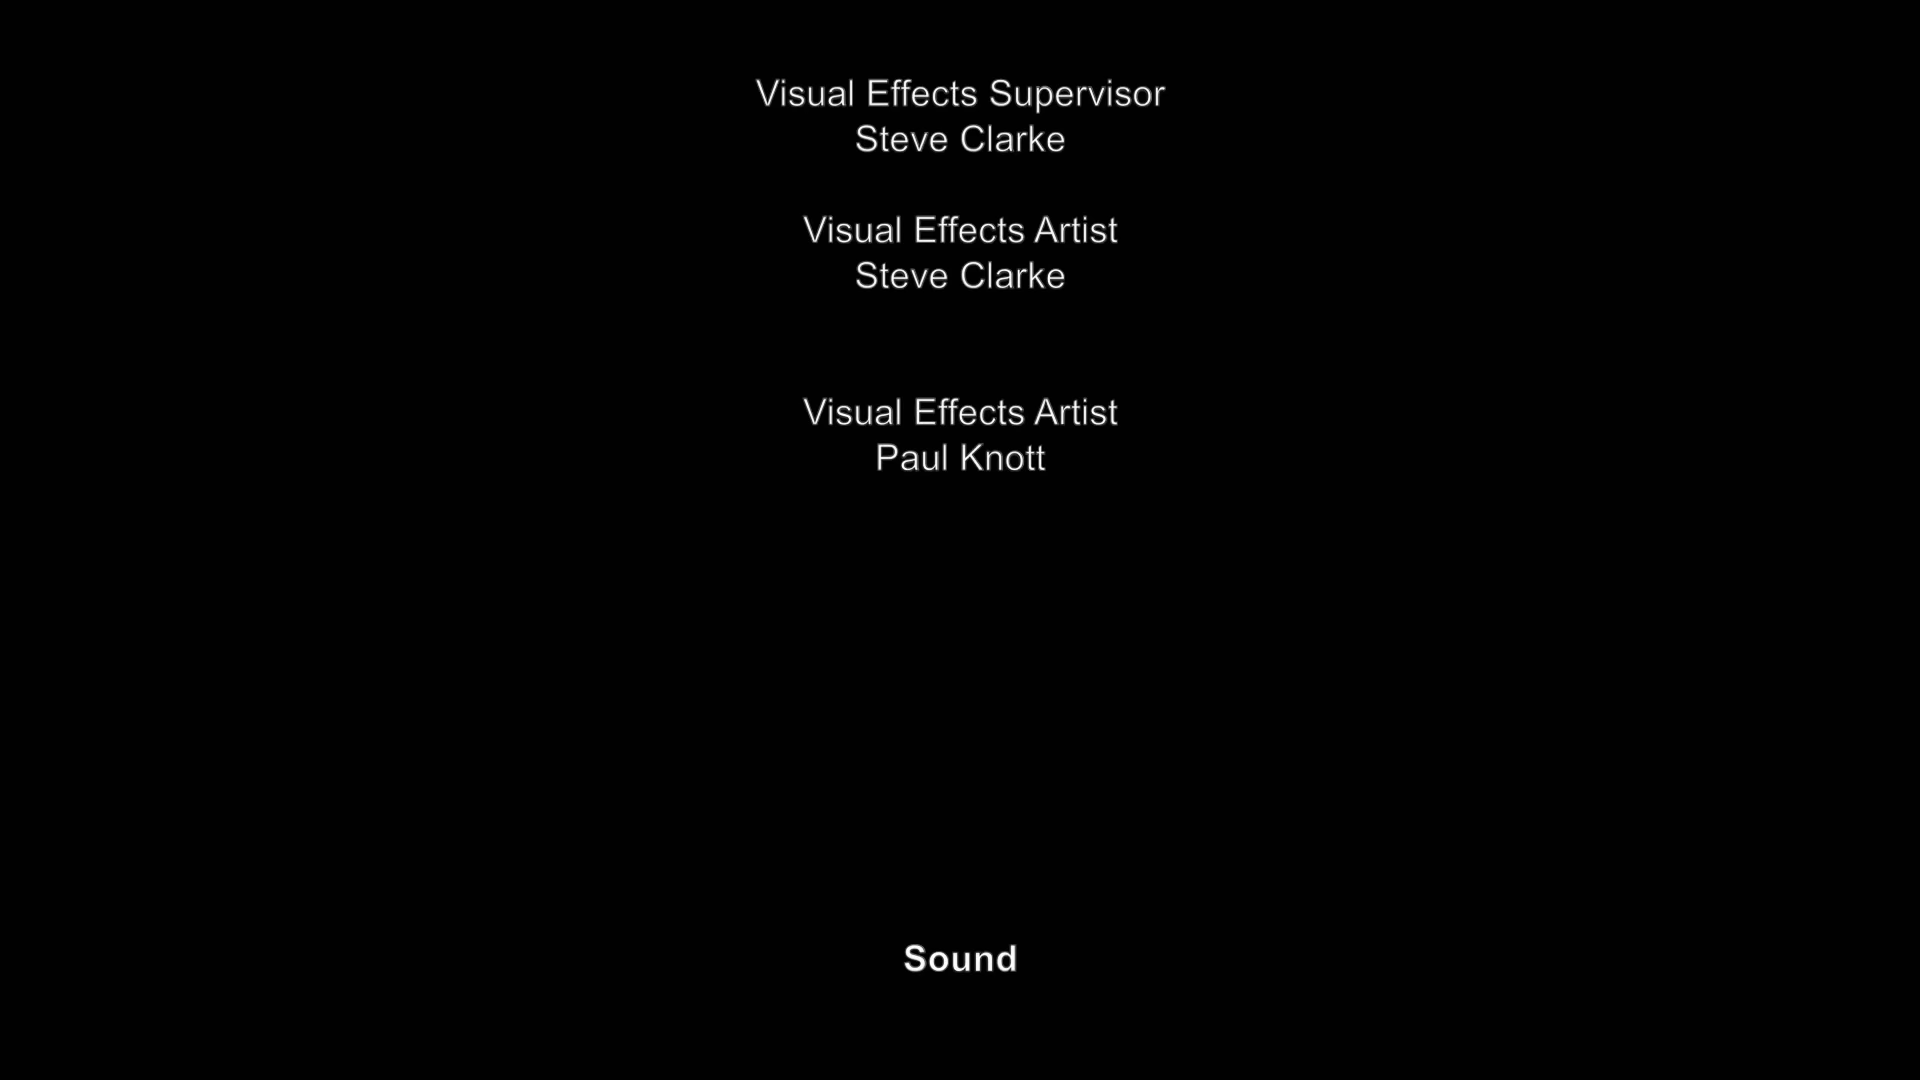 Visual Effects Supervisor
Steve Clarke
Visual Effects Artist
Steve Clarke
Visual Effects Artist
Paul Knott
Sound